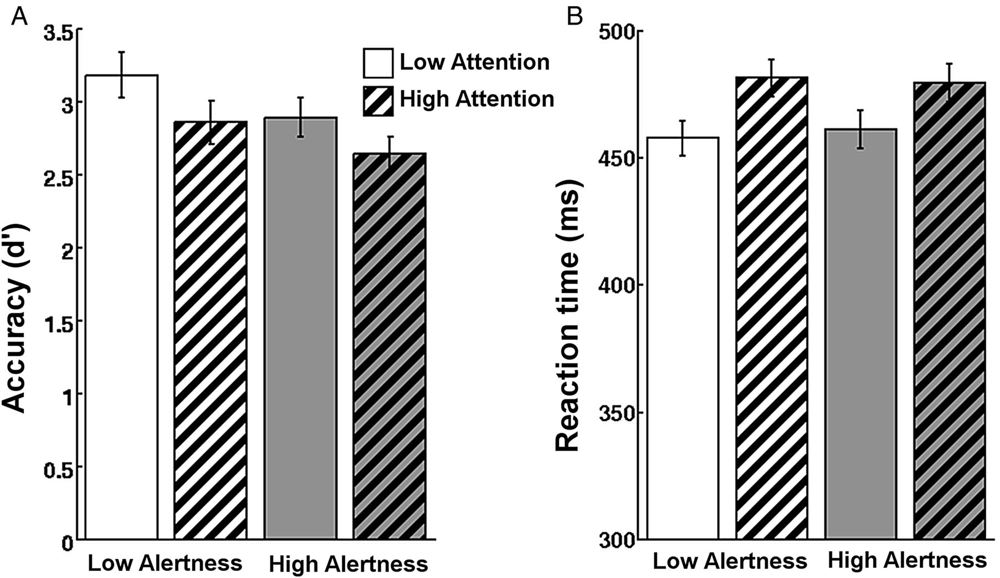 A
3.5
3
2.5
2
1.5
1
0.5
0
Accuracy (d')
Low Attention
High Attention
Low Alertness
High Alertness
B
500
450
400
350
300
Reaction time (ms)
Low Alertness
High Alertness